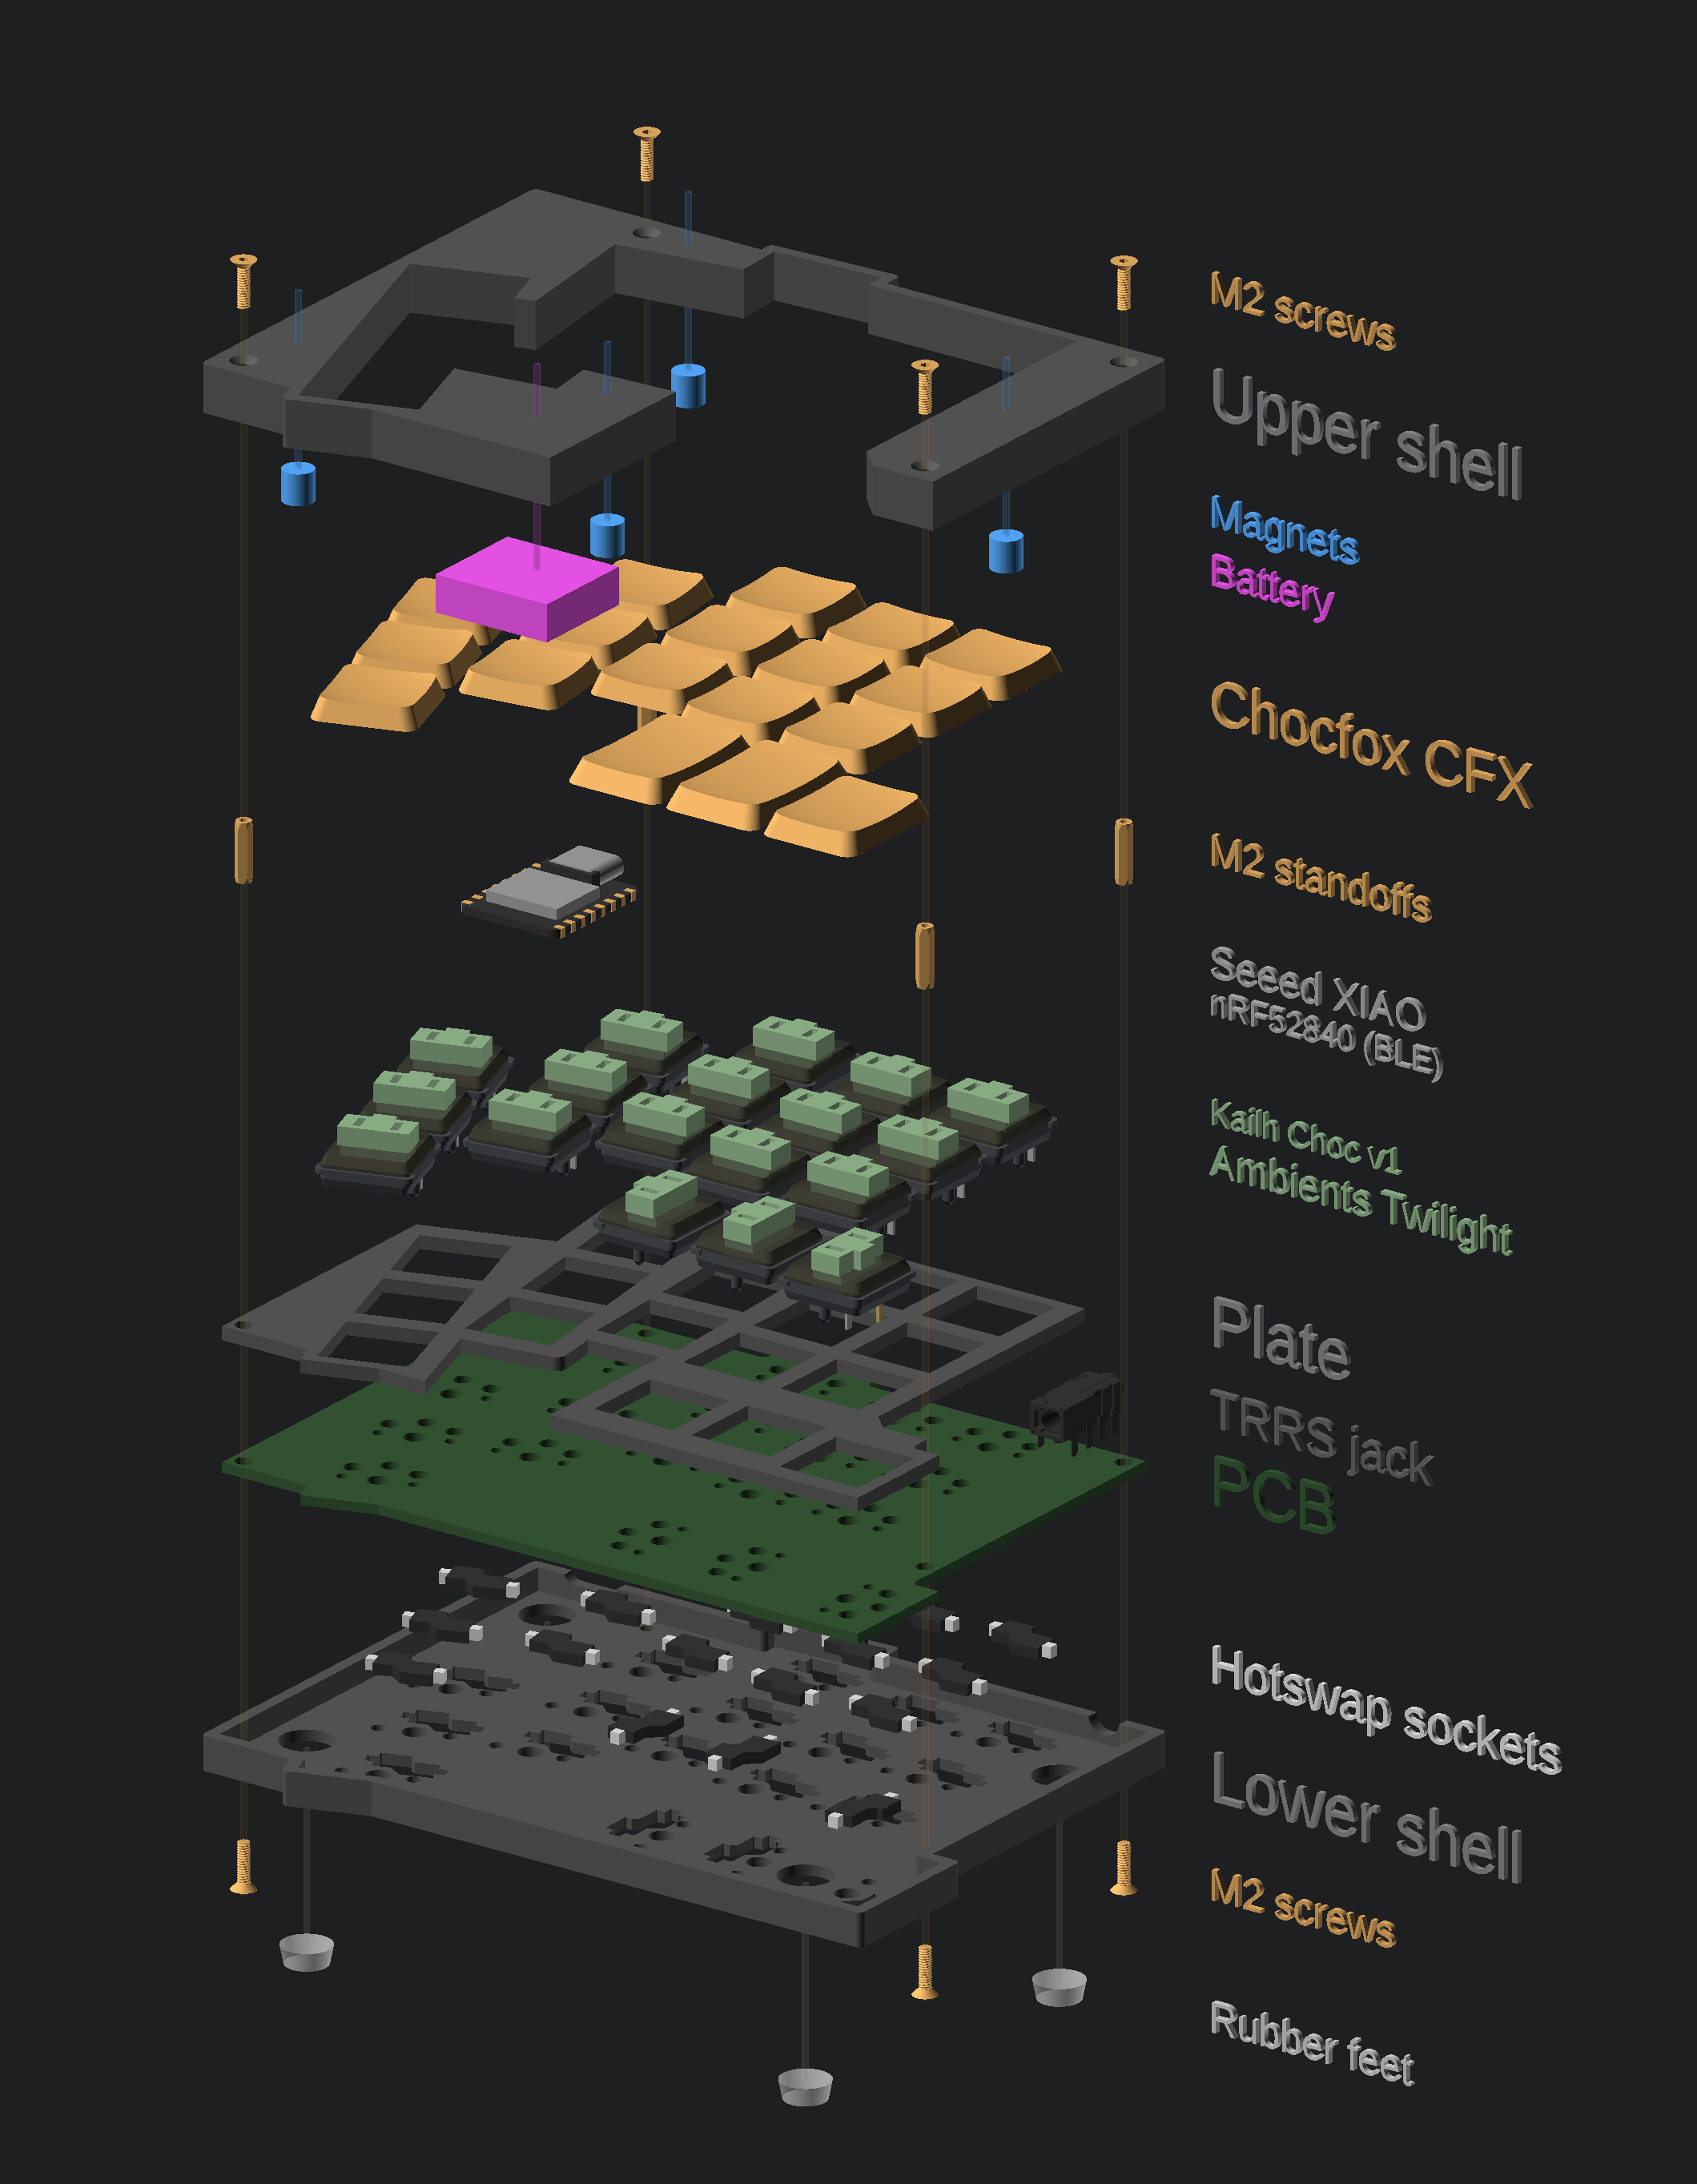 M2 screws
Upper shell
Magnets
Battery
Chocfox CFX
M2 standoffs
Seeed XIAO
nRF52840 (BLE)
Kailh Choc v1
Ambients Twilight
Plate
TRRS jack
PCB
Hotswap sockets
Lower shell
M2 screws
Rubber feet